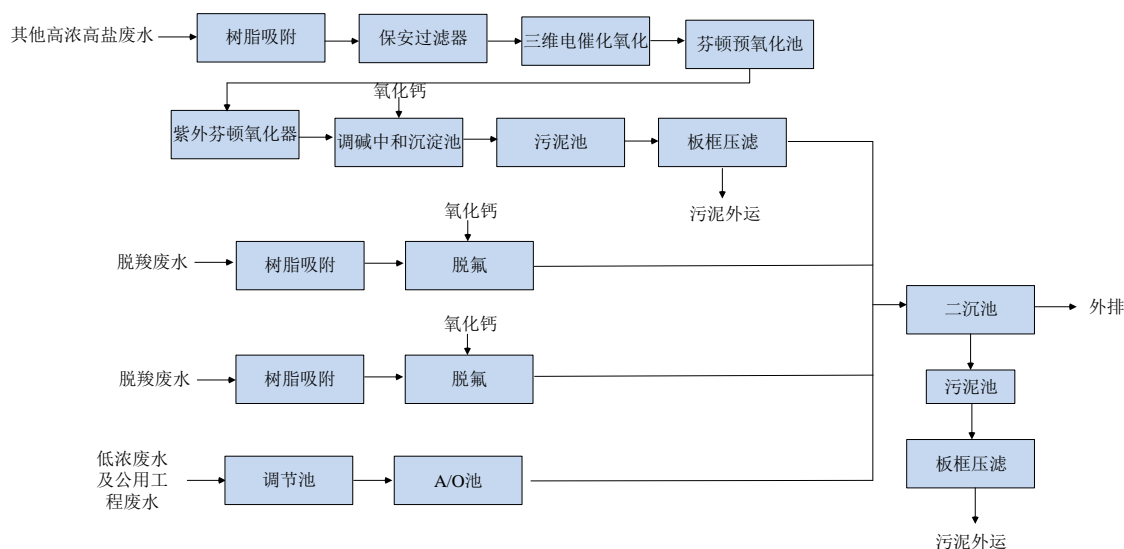 其他高浓高盐废水
树脂吸附
保安过滤器
三维电催化氧化
芬顿预氧化池
氧化钙
紫外芬顿氧化器
调碱中和沉淀池
污泥池
板框压滤
污泥外运
氧化钙
脱羧废水
树脂吸附
脱氟
二沉池
外排
氧化钙
脱羧废水
树脂吸附
脱氟
污泥池
低浓废水
及公用工
程废水
调节池
A/O池
板框压滤
污泥外运